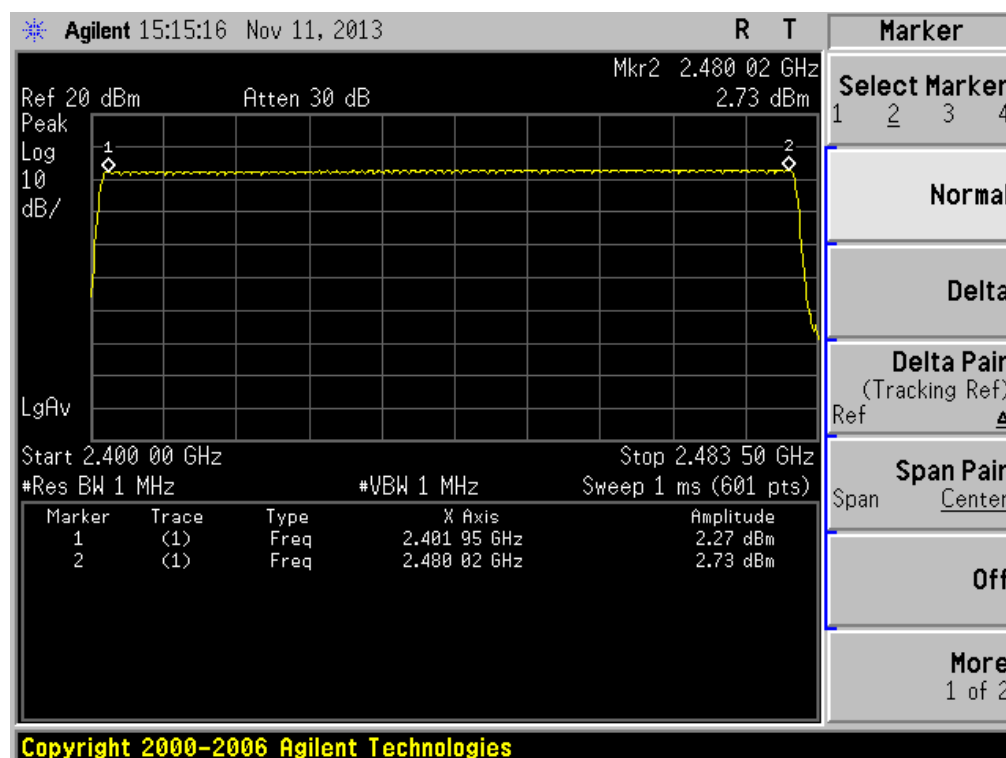 Agilent 15:15:16 Nov 11, 2013 R T
Mkr2 2.480 02 GHz
Ref 20 dBm Atten 30 dB 2.73 dBm
Peak
Log
10
dB/
1
2
LgAv
Start 2.400 00 GHz Stop 2.483 50 GHz
#Res BW 1 MHz #VBW 1 MHz Sweep 1 ms (601 pts)
Marker Trace Type X Axis Amplitude
1 (1) Freq 2.401 95 GHz 2.27 dBm
2 (1) Freq 2.480 02 GHz 2.73 dBm
Marker
Select Marker
1 2 3 4
Normal
Delta
Delta Pair
(Tracking Ref)
Ref Δ
Span Pair
Span Center
Off
More
1 of 2
Copyright 2000-2006 Agilent Technologies